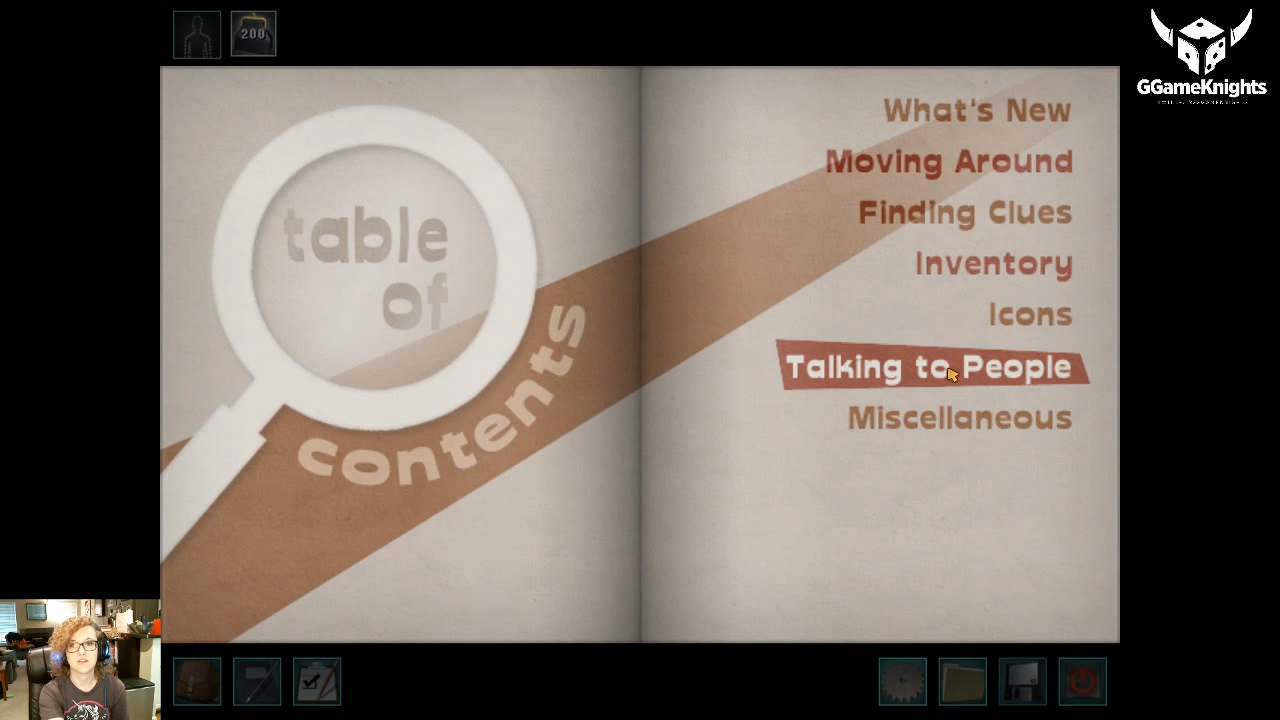 200
GGameKnights
table
of
contents
What's New
Moving Around
Finding Clues
Inventory
Icons
Talking to People
Miscellaneous